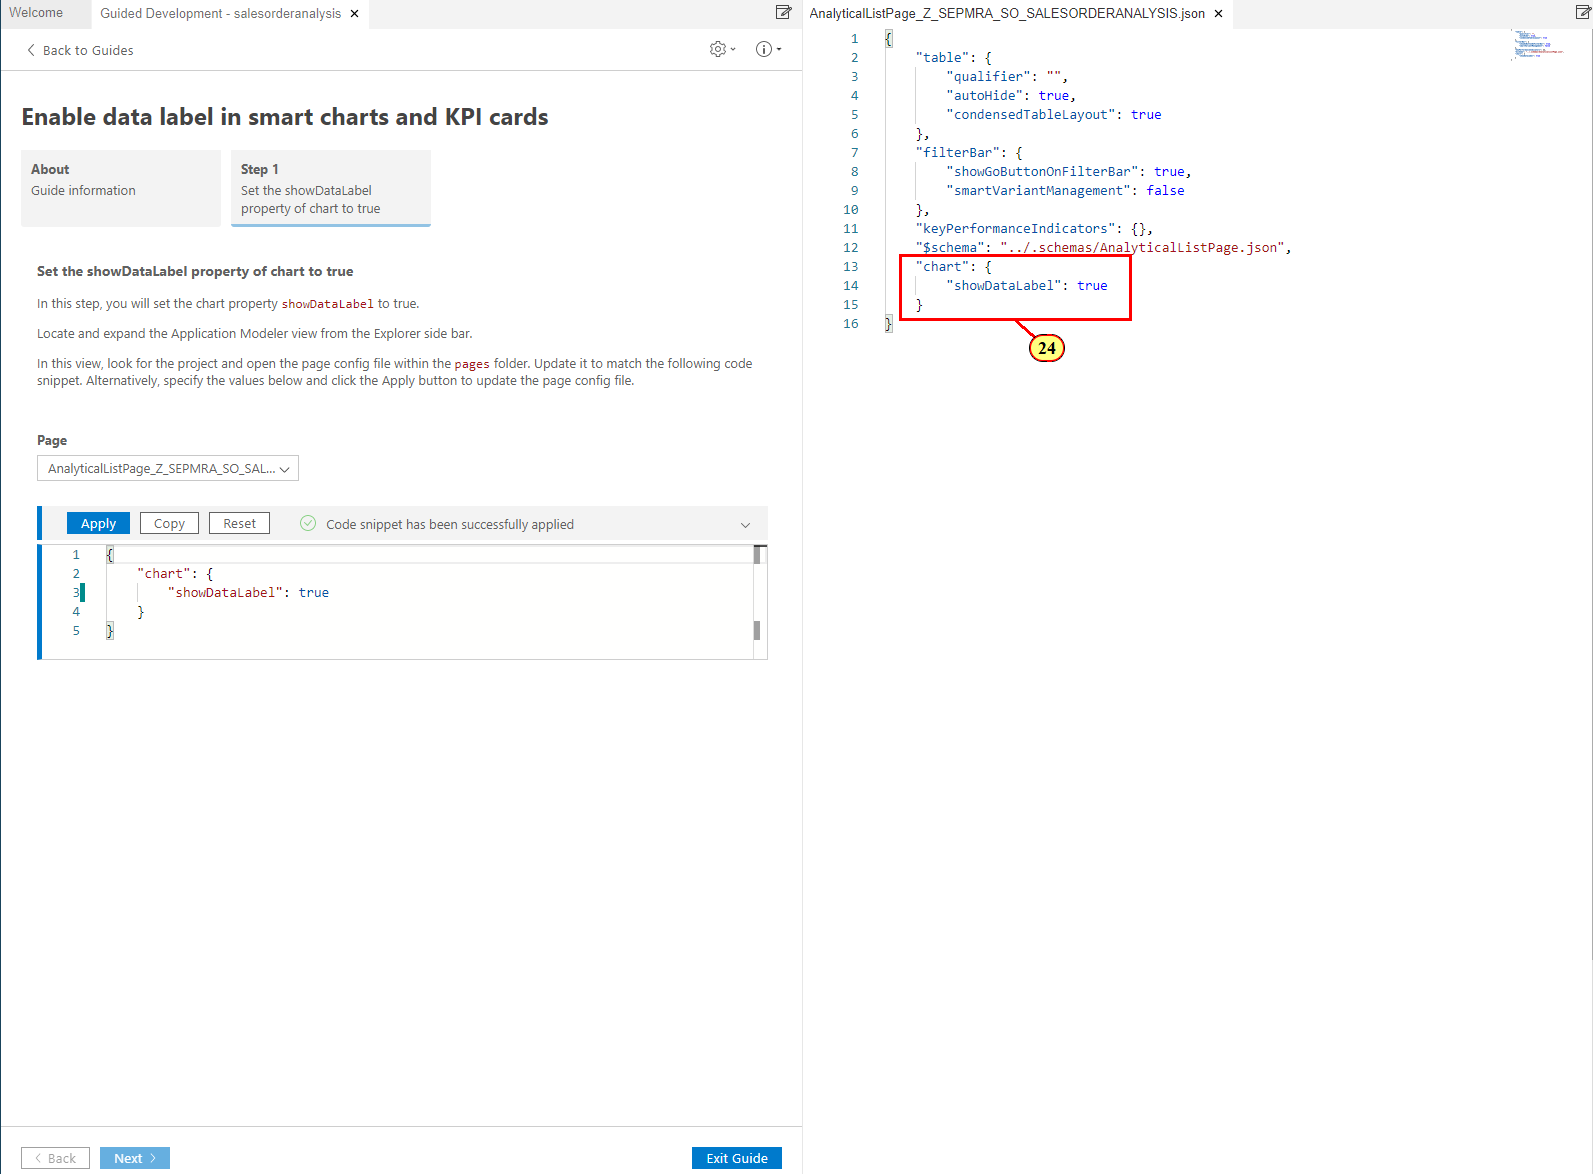 Welcome
Guided Development - salesorderanalysis ×
Back to Guides
Enable data label in smart charts and KPI cards
About
Guide information
Step 1
Set the showDataLabel
property of chart to true
Set the showDataLabel property of chart to true
In this step, you will set the chart property showDataLabel to true.
Locate and expand the Application Modeler view from the Explorer side bar.
In this view, look for the project and open the page config file within the pages folder. Update it to match the following code
snippet. Alternatively, specify the values below and click the Apply button to update the page config file.
Page
AnalyticalListPage_Z_SEPMRA_SO_SAL...
Apply Copy Reset Code snippet has been successfully applied
1 {
2 "chart": {
3 "showDataLabel": true
4 }
5 }
Back Next Exit Guide
AnalyticalListPage_Z_SEPMRA_SO_SALESORDERANALYSIS.json ×
1 {
2 "table": {
3 "qualifier": "",
4 "autoHide": true,
5 "condensedTableLayout": true
6 },
7 "filterBar": {
8 "showGoButtonOnFilterBar": true,
9 "smartVariantManagement": false
10 },
11 "keyPerformanceIndicators": {},
12 "$schema": "../.schemas/AnalyticalListPage.json",
13 "chart": {
14 "showDataLabel": true
15 }
16 }
24